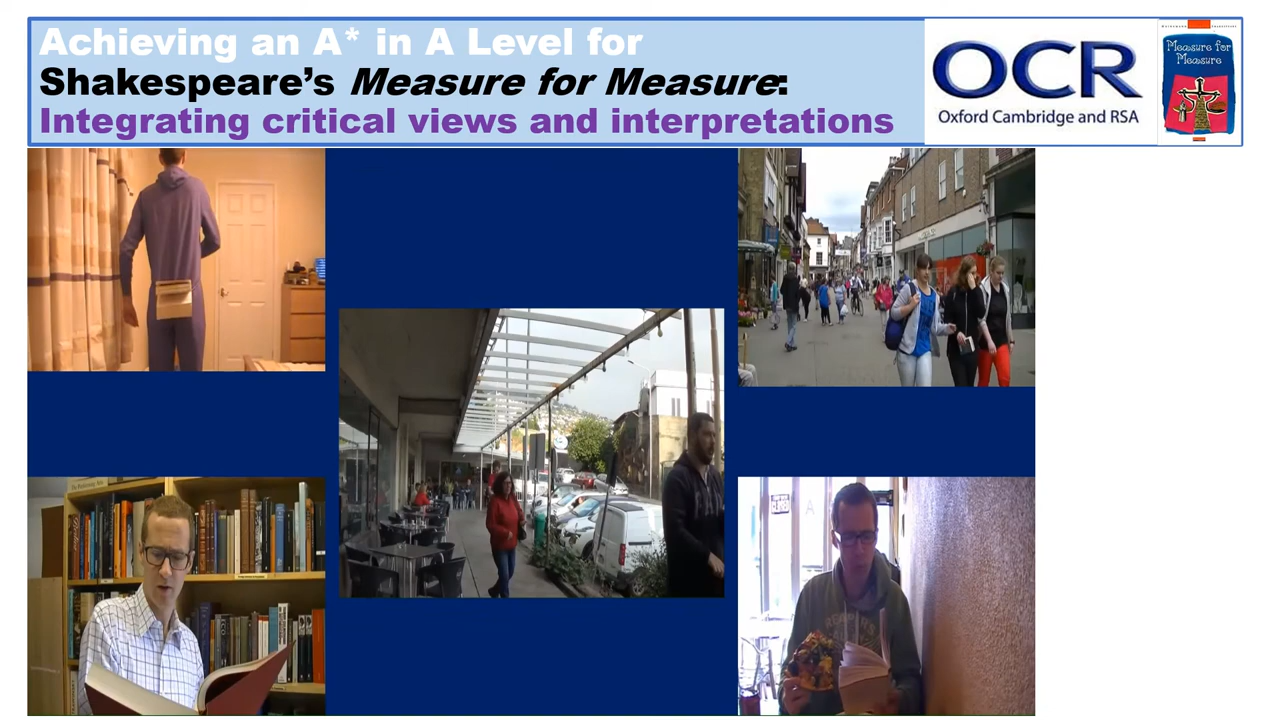 Achieving an A* in A Level for
Shakespeare’s Measure for Measure:
Integrating critical views and interpretations
OCR
Oxford Cambridge and RSA
Measure for
Measure